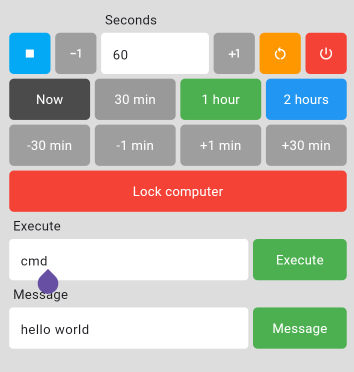 Seconds
-1 60 +1
Now 30 min 1 hour 2 hours
-30 min -1 min +1 min +30 min
Lock computer
Execute
cmd Execute
Message
hello world Message